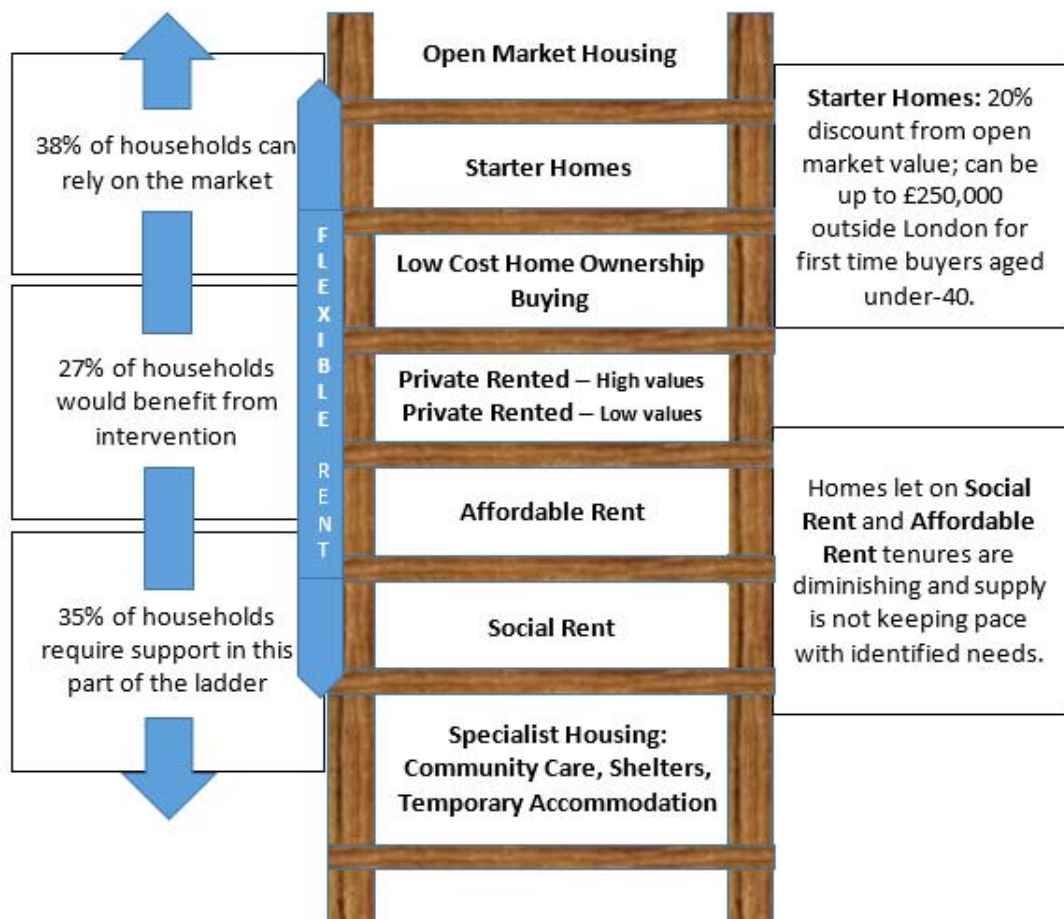 38% of households can
rely on the market
27% of households
would benefit from
intervention
35% of households
require support in this
part of the ladder
FLEXIBLE RENT
Open Market Housing
Starter Homes
Low Cost Home Ownership
Buying
Private Rented – High values
Private Rented – Low values
Affordable Rent
Social Rent
Specialist Housing:
Community Care, Shelters,
Temporary Accommodation
Starter Homes: 20%
discount from open
market value; can be
up to £250,000
outside London for
first time buyers aged
under-40.
Homes let on Social
Rent and Affordable
Rent tenures are
diminishing and supply
is not keeping pace
with identified needs.